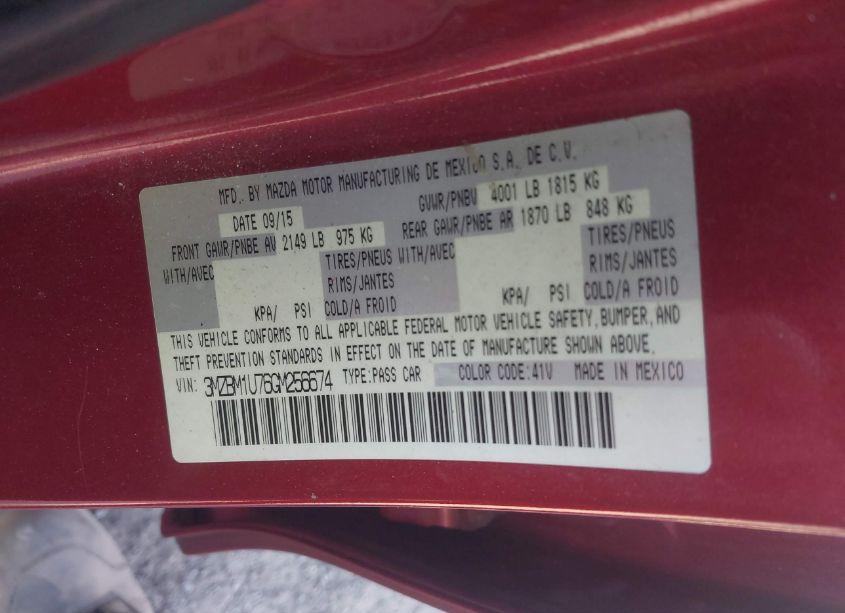 MFD. BY MAZDA MOTOR MANUFACTURING DE MEXICO S.A. DE C.V.
DATE 09/15 GVWR/PNBV 4001 LB 1815 KG
FRONT GAWR/PNBE AV 2149 LB 975 KG REAR GAWR/PNBE AR 1870 LB 848 KG
WITH/AVEC TIRES/PNEUS WITH/AVEC TIRES/PNEUS
RIMS/JANTES RIMS/JANTES
KPA/ PSI COLD/A FROID KPA/ PSI COLD/A FROID
THIS VEHICLE CONFORMS TO ALL APPLICABLE FEDERAL MOTOR VEHICLE SAFETY, BUMPER, AND
THEFT PREVENTION STANDARDS IN EFFECT ON THE DATE OF MANUFACTURE SHOWN ABOVE.
VIN: 3MZBM1U76GM256674 TYPE:PASS CAR COLOR CODE:41V MADE IN MEXICO